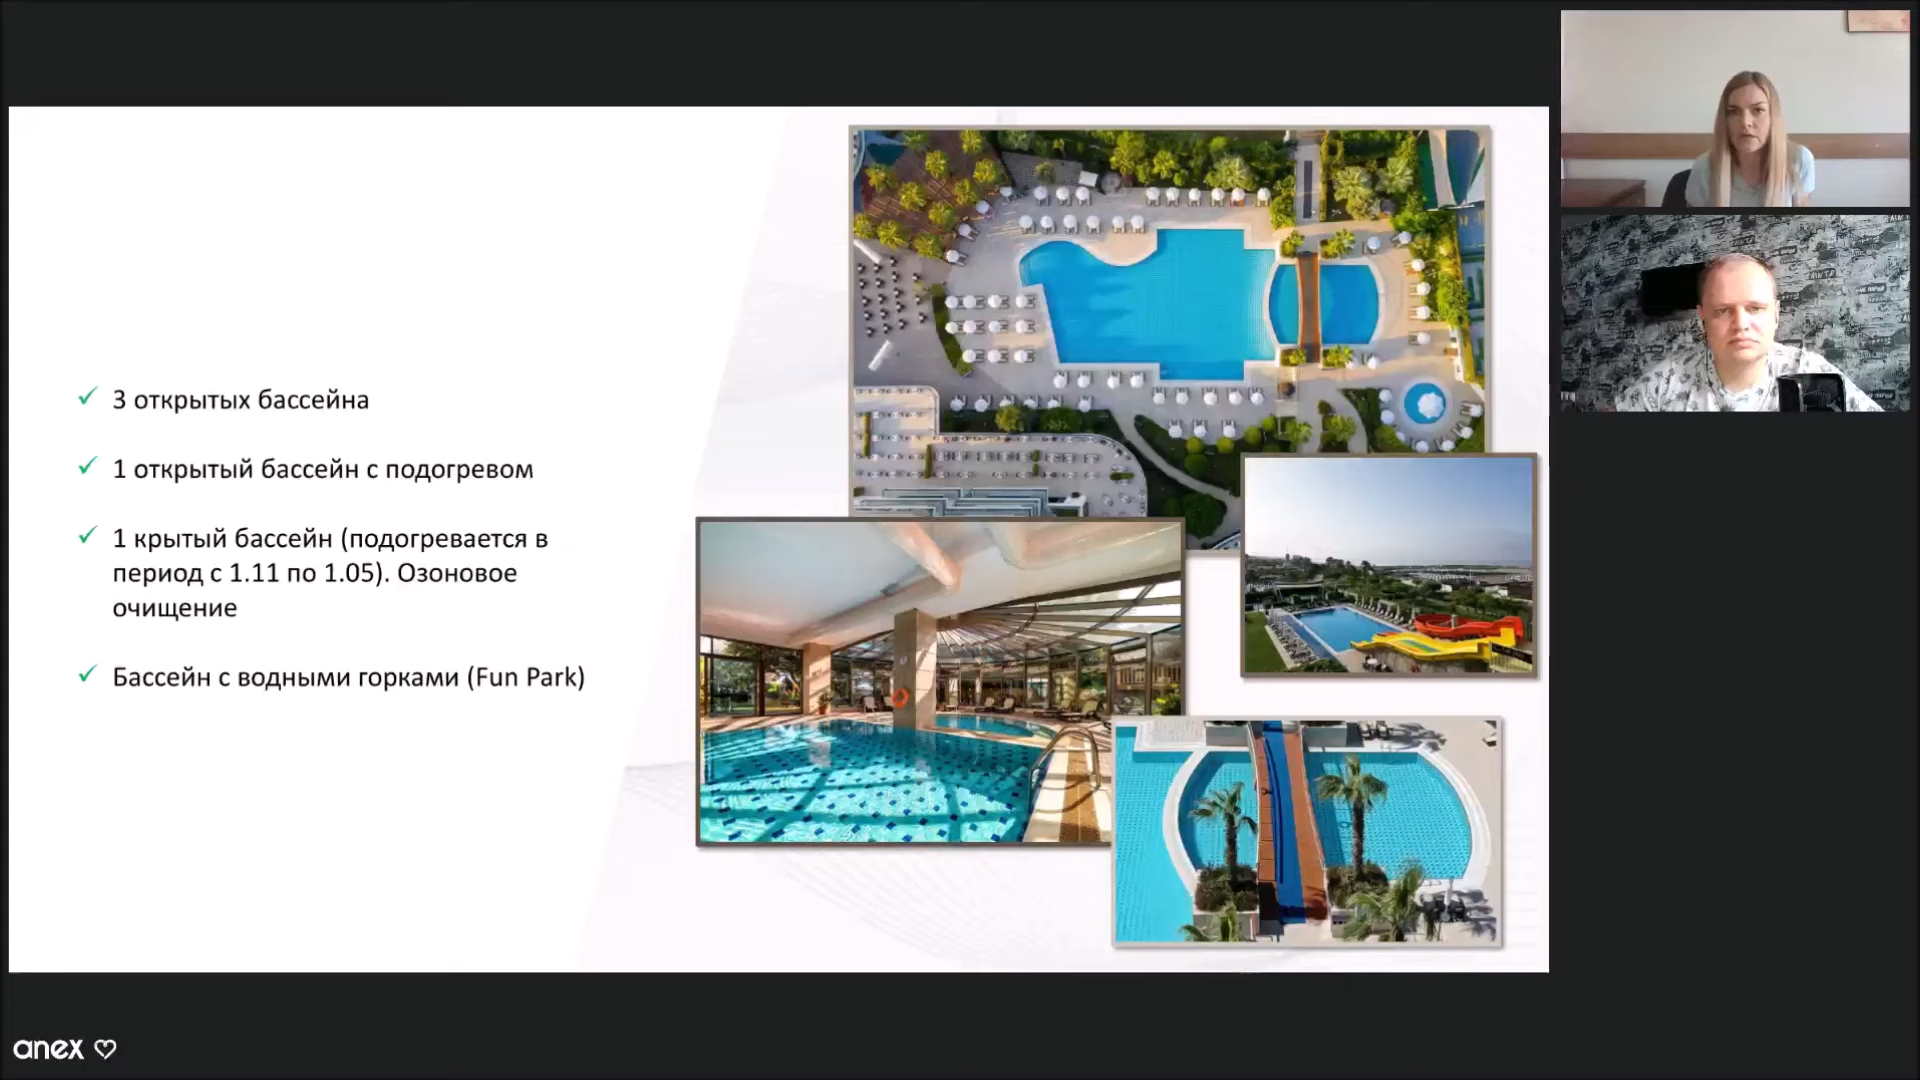 3 открытых бассейна
1 открытый бассейн с подогревом
1 крытый бассейн (подогревается в
период с 1.11 по 1.05). Озоновое
очищение
Бассейн с водными горками (Fun Park)
anex